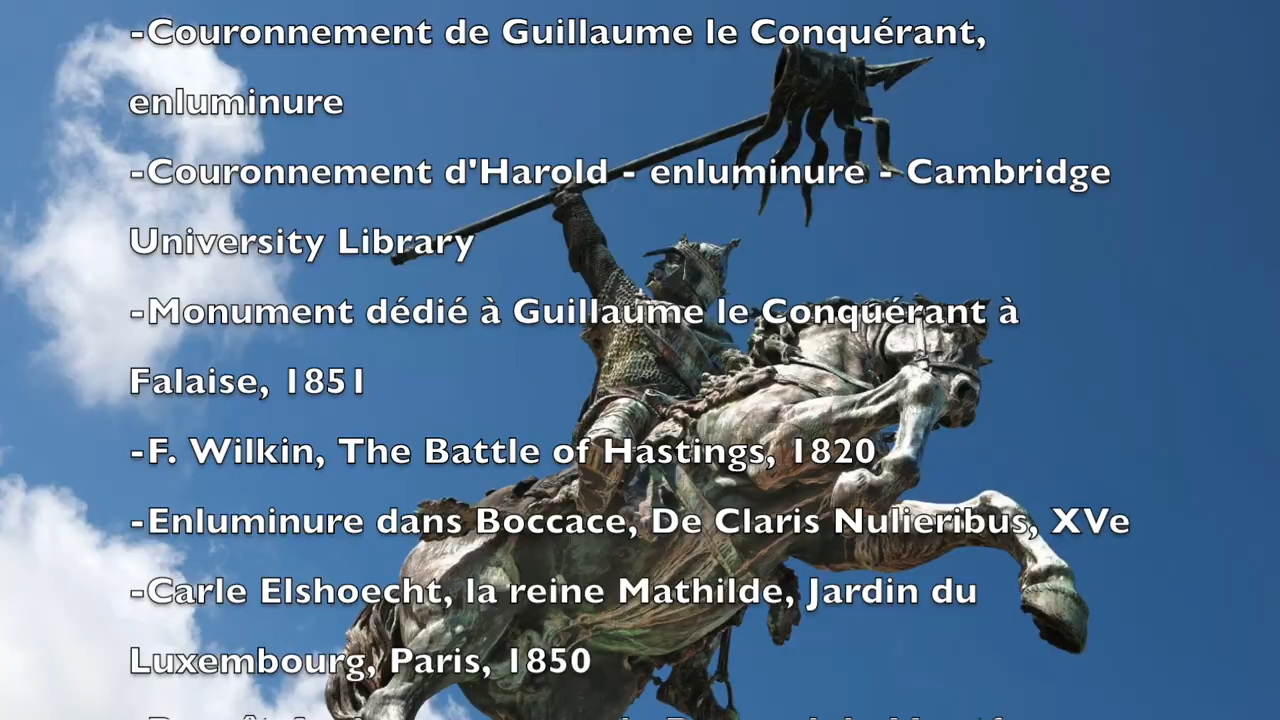 -Couronnement de Guillaume le Conquérant,
enluminure
-Couronnement d'Harold - enluminure - Cambridge
University Library
-Monument dédié à Guillaume le Conquérant à
Falaise, 1851
-F. Wilkin, The Battle of Hastings, 1820
-Enluminure dans Boccace, De Claris Nulieribus, XVe
-Carle Elshoecht, la reine Mathilde, Jardin du
Luxembourg, Paris, 1850